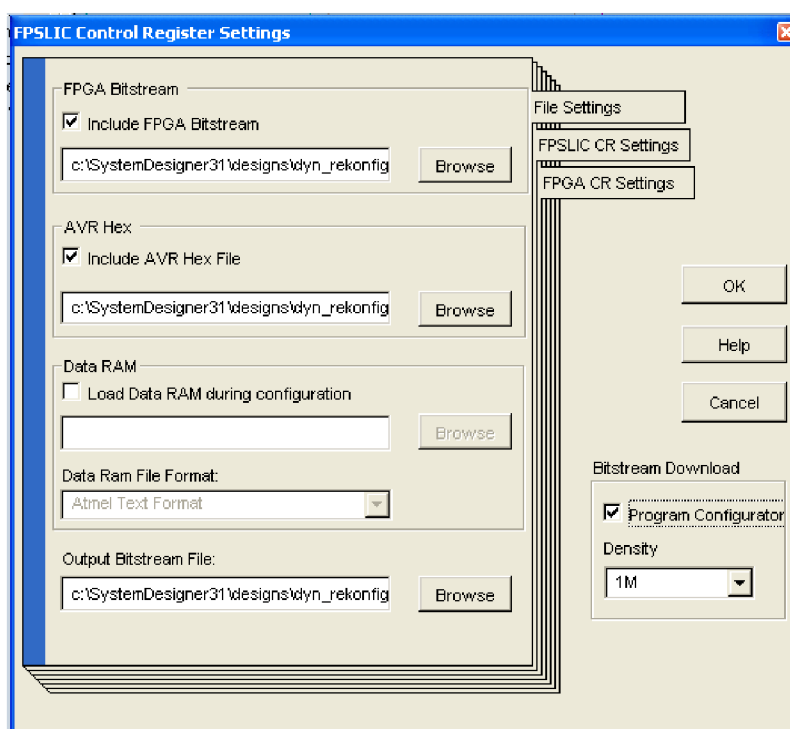 FPSLIC Control Register Settings
FPGA Bitstream
Include FPGA Bitstream
c:\SystemDesigner31\designs\dyn_rekonfig
Browse
AVR Hex
Include AVR Hex File
c:\SystemDesigner31\designs\dyn_rekonfig
Browse
Data RAM
Load Data RAM during configuration
Browse
Data Ram File Format:
Atmel Text Format
Output Bitstream File:
c:\SystemDesigner31\designs\dyn_rekonfig
Browse
File Settings
FPSLIC CR Settings
FPGA CR Settings
OK
Help
Cancel
Bitstream Download
Program Configurator
Density
1M